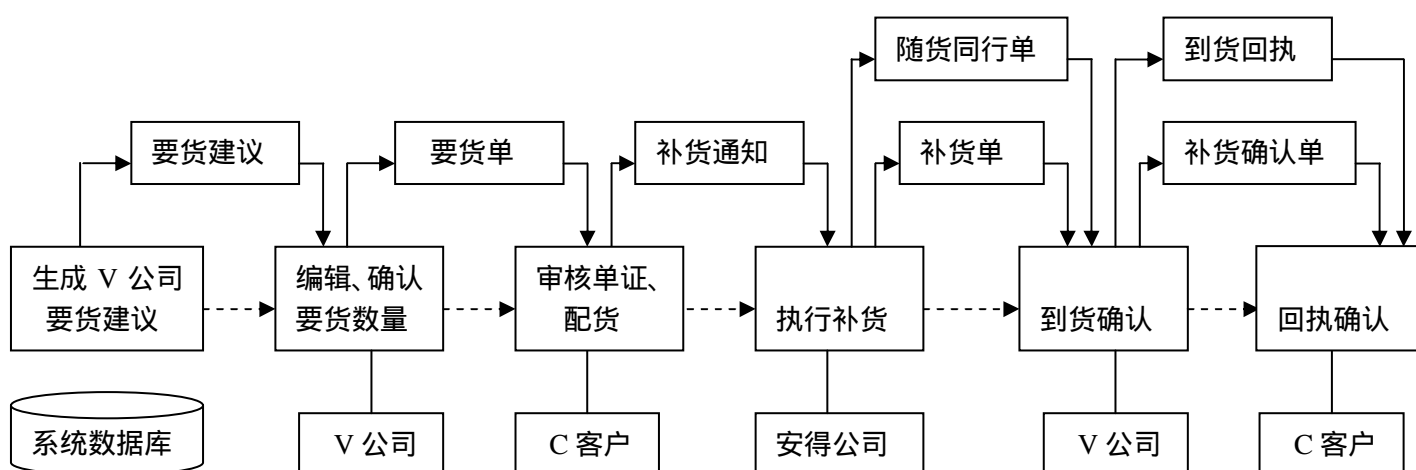 随货同行单
到货回执
要货建议
要货单
补货通知
补货单
补货确认单
生成 V 公司
要货建议
编辑、确认
要货数量
审核单证、
配货
执行补货
到货确认
回执确认
系统数据库
V 公司
C 客户
安得公司
V 公司
C 客户